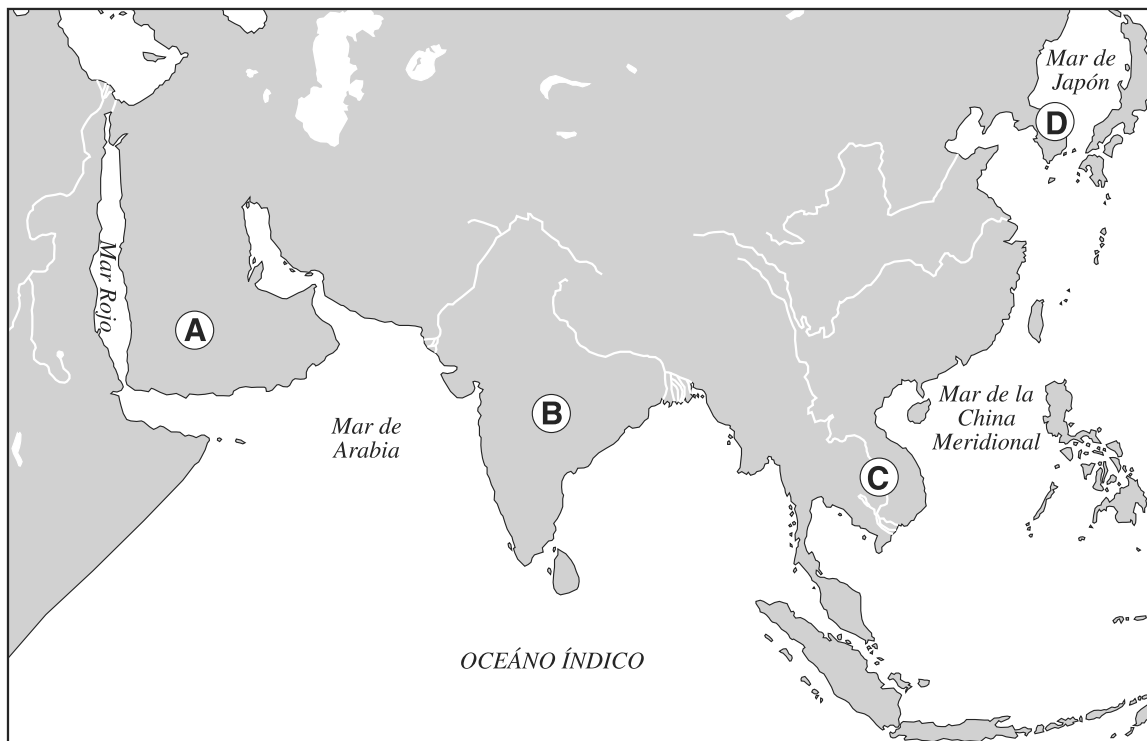 Mar de
Japón
D
Mar Rojo
A
B
Mar de
Arabia
Mar de la
China
Meridional
C
OCEÁNO ÍNDICO